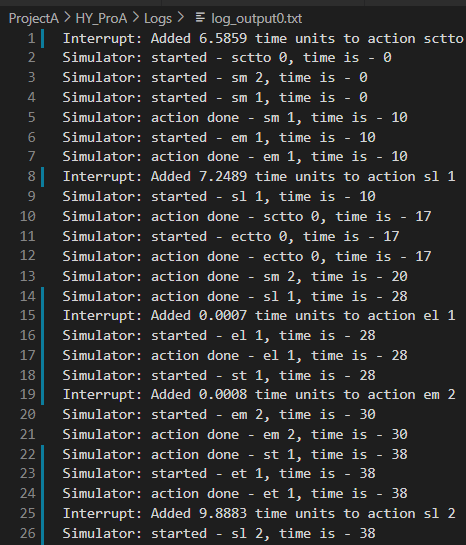 ProjectA > HY_ProA > Logs > log_output0.txt
1 Interrupt: Added 6.5859 time units to action sctto
2 Simulator: started - sctto 0, time is - 0
3 Simulator: started - sm 2, time is - 0
4 Simulator: started - sm 1, time is - 0
5 Simulator: action done - sm 1, time is - 10
6 Simulator: started - em 1, time is - 10
7 Simulator: action done - em 1, time is - 10
8 Interrupt: Added 7.2489 time units to action sl 1
9 Simulator: started - sl 1, time is - 10
10 Simulator: action done - sctto 0, time is - 17
11 Simulator: started - ectto 0, time is - 17
12 Simulator: action done - ectto 0, time is - 17
13 Simulator: action done - sm 2, time is - 20
14 Simulator: action done - sl 1, time is - 28
15 Interrupt: Added 0.0007 time units to action el 1
16 Simulator: started - el 1, time is - 28
17 Simulator: action done - el 1, time is - 28
18 Simulator: started - st 1, time is - 28
19 Interrupt: Added 0.0008 time units to action em 2
20 Simulator: started - em 2, time is - 30
21 Simulator: action done - em 2, time is - 30
22 Simulator: action done - st 1, time is - 38
23 Simulator: started - et 1, time is - 38
24 Simulator: action done - et 1, time is - 38
25 Interrupt: Added 9.8883 time units to action sl 2
26 Simulator: started - sl 2, time is - 38